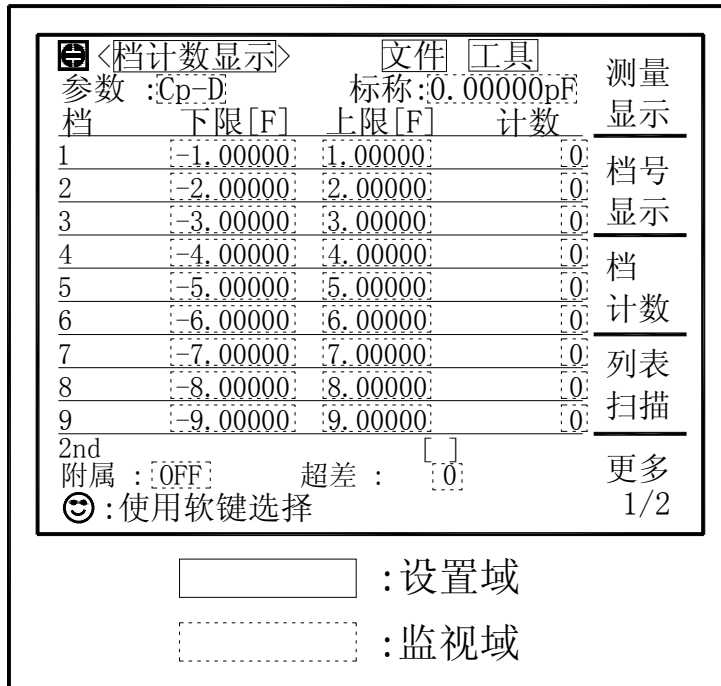 <档计数显示> 文件 工具
参数 :Cp-D 标称:0.00000pF
档 下限[F] 上限[F] 计数
1 -1.00000 1.00000 0
2 -2.00000 2.00000 0
3 -3.00000 3.00000 0
4 -4.00000 4.00000 0
5 -5.00000 5.00000 0
6 -6.00000 6.00000 0
7 -7.00000 7.00000 0
8 -8.00000 8.00000 0
9 -9.00000 9.00000 0
2nd [ ]
附属 :OFF 超差 : 0
:使用软键选择
测量
显示
档号
显示
档
计数
列表
扫描
更多
1/2
:设置域
:监视域